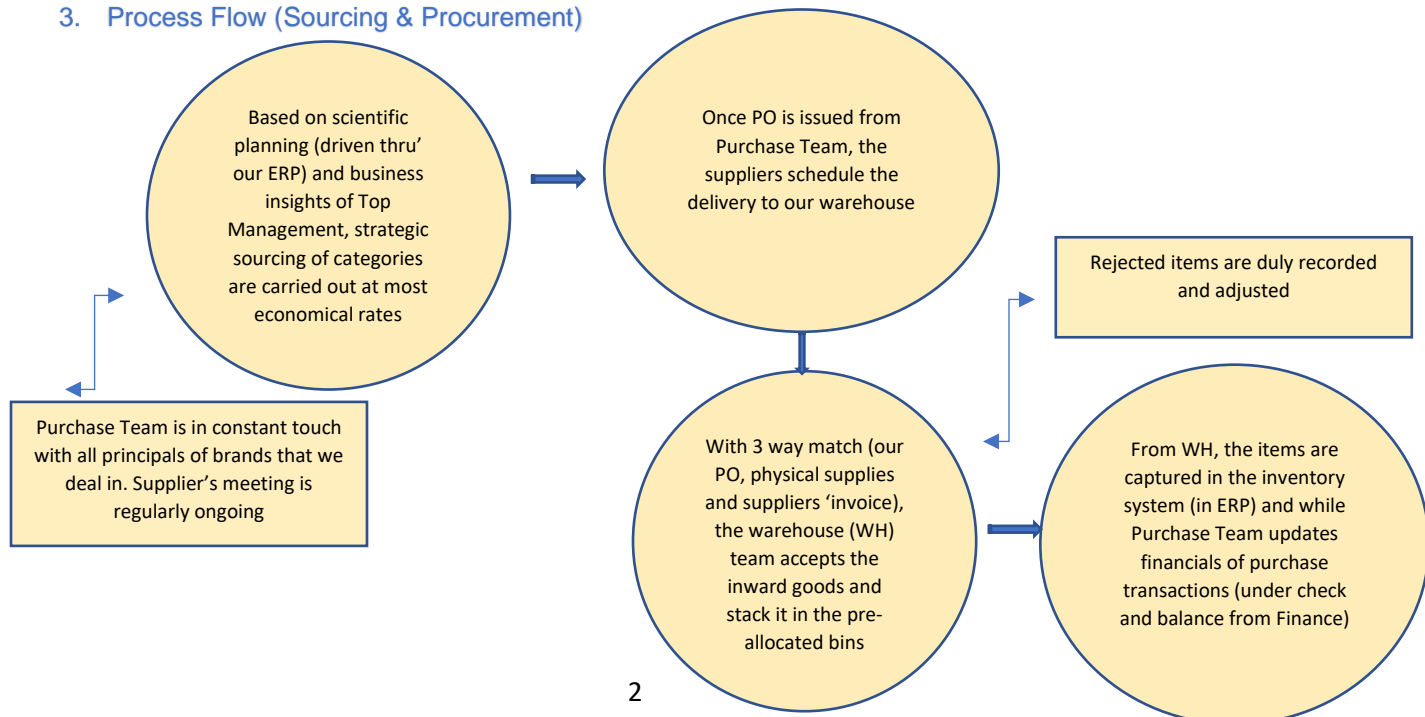 3. Process Flow (Sourcing & Procurement)
Based on scientific
planning (driven thru’
our ERP) and business
insights of Top
Management, strategic
sourcing of categories
are carried out at most
economical rates
Once PO is issued from
Purchase Team, the
suppliers schedule the
delivery to our warehouse
Purchase Team is in constant touch
with all principals of brands that we
deal in. Supplier’s meeting is
regularly ongoing
With 3 way match (our
PO, physical supplies
and suppliers ‘invoice),
the warehouse (WH)
team accepts the
inward goods and
stack it in the pre-
allocated bins
Rejected items are duly recorded
and adjusted
From WH, the items are
captured in the inventory
system (in ERP) and while
Purchase Team updates
financials of purchase
transactions (under check
and balance from Finance)
2